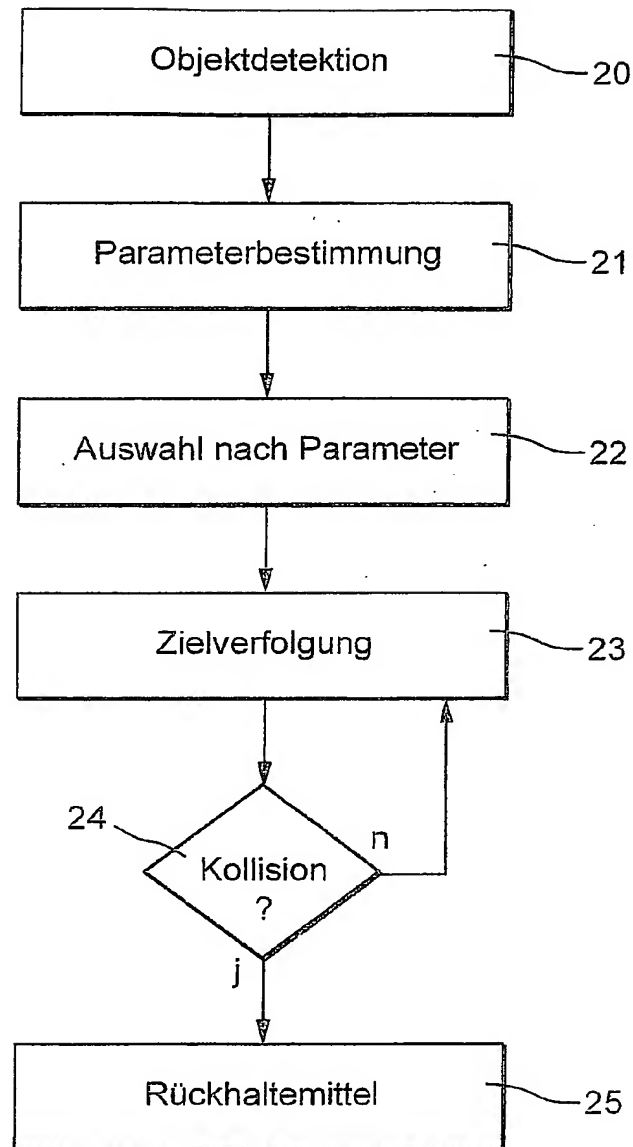 Objektdetektion
20
Parameterbestimmung
21
Auswahl nach Parameter
22
Zielverfolgung
23
24
n
Kollision
?
j
Rückhaltemittel
25